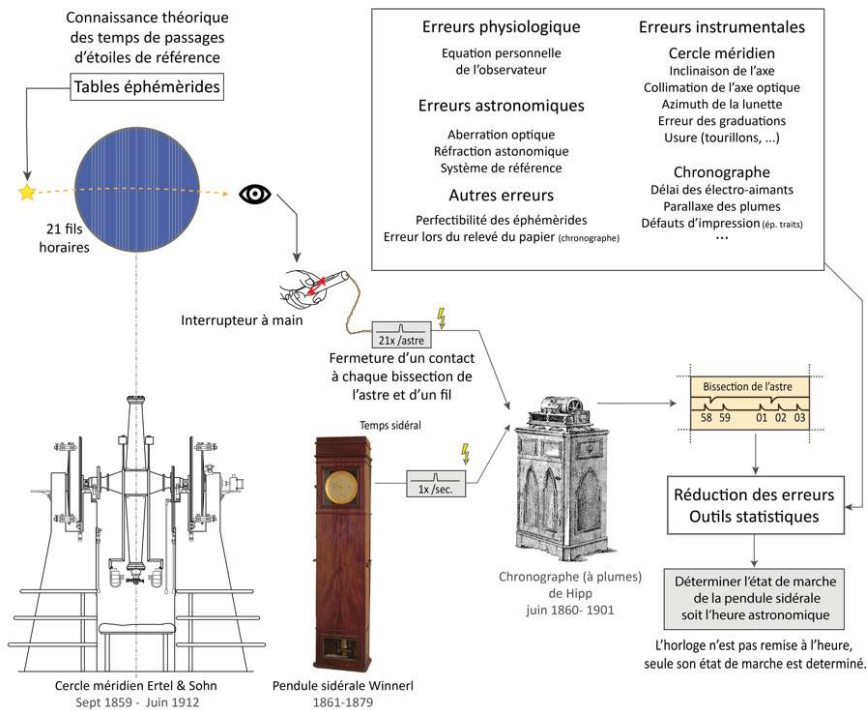 Connaissance théorique
des temps de passages
d'étoiles de référence
Tables éphémèrides
21 fils
horaires
Interrupteur à main
21x /astre
Fermeture d'un contact
à chaque bissection de
l'astre et d'un fil
Temps sidéral
1x /sec.
Erreurs physiologique
Equation personnelle
de l'observateur
Erreurs astronomiques
Aberration optique
Réfraction astonomique
Système de référence
Autres erreurs
Perfectibilité des éphémèrides
Erreur lors du relevé du papier (chronographe)
Erreurs instrumentales
Cercle méridien
Inclinaison de l'axe
Collimation de l'axe optique
Azimuth de la lunette
Erreur des graduations
Usure (tourillons, ...)
Chronographe
Délai des électro-aimants
Parallaxe des plumes
Défauts d'impression (ép. traits)
...
Bissection de l'astre
58 59 01 02 03
Réduction des erreurs
Outils statistiques
Déterminer l'état de marche
de la pendule sidérale
soit l'heure astronomique
L'horloge n'est pas remise à l'heure,
seule son état de marche est determiné.
Chronographe (à plumes)
de Hipp
juin 1860- 1901
Cercle méridien Ertel & Sohn
Sept 1859 - Juin 1912
Pendule sidérale Winnerl
1861-1879